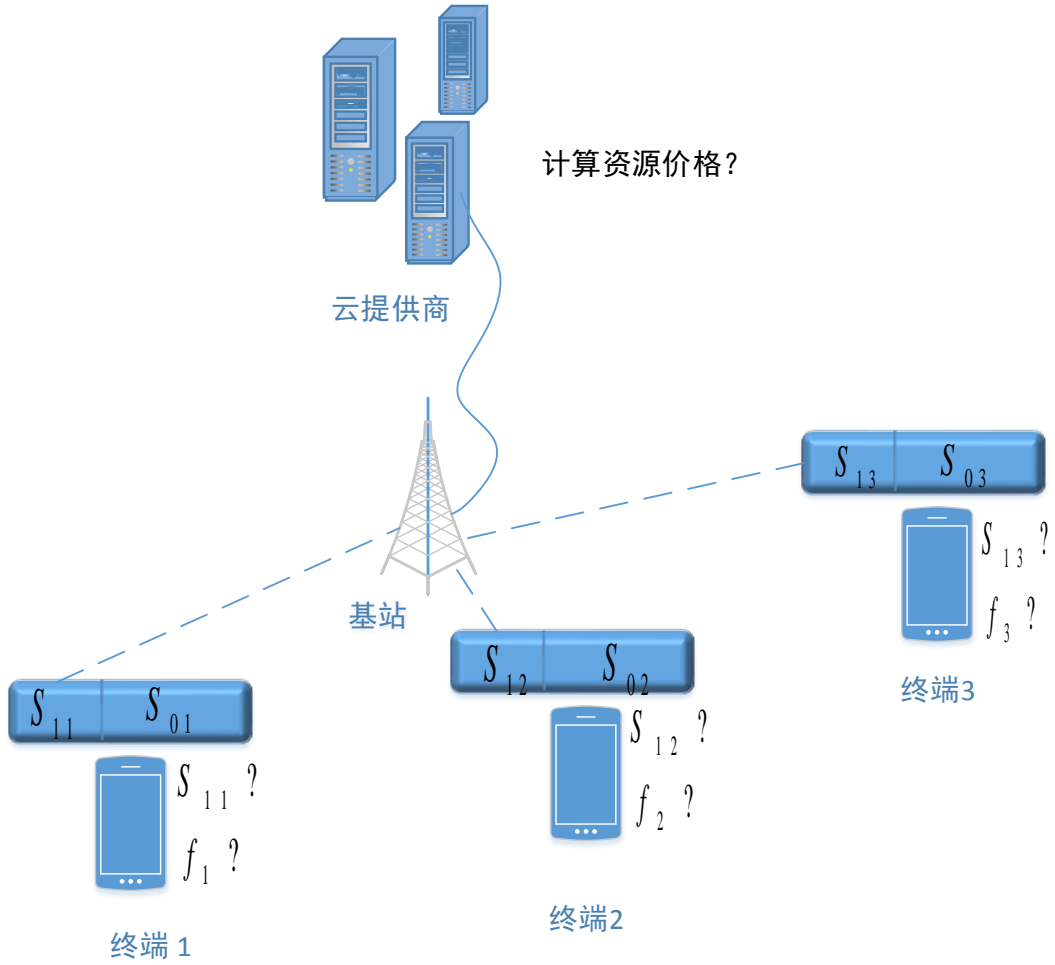 计算资源价格？
云提供商
S13 S03
S13 ?
f3 ?
终端3
基站
S12 S02
S12 ?
f2 ?
终端2
S11 S01
S11 ?
f1 ?
终端 1